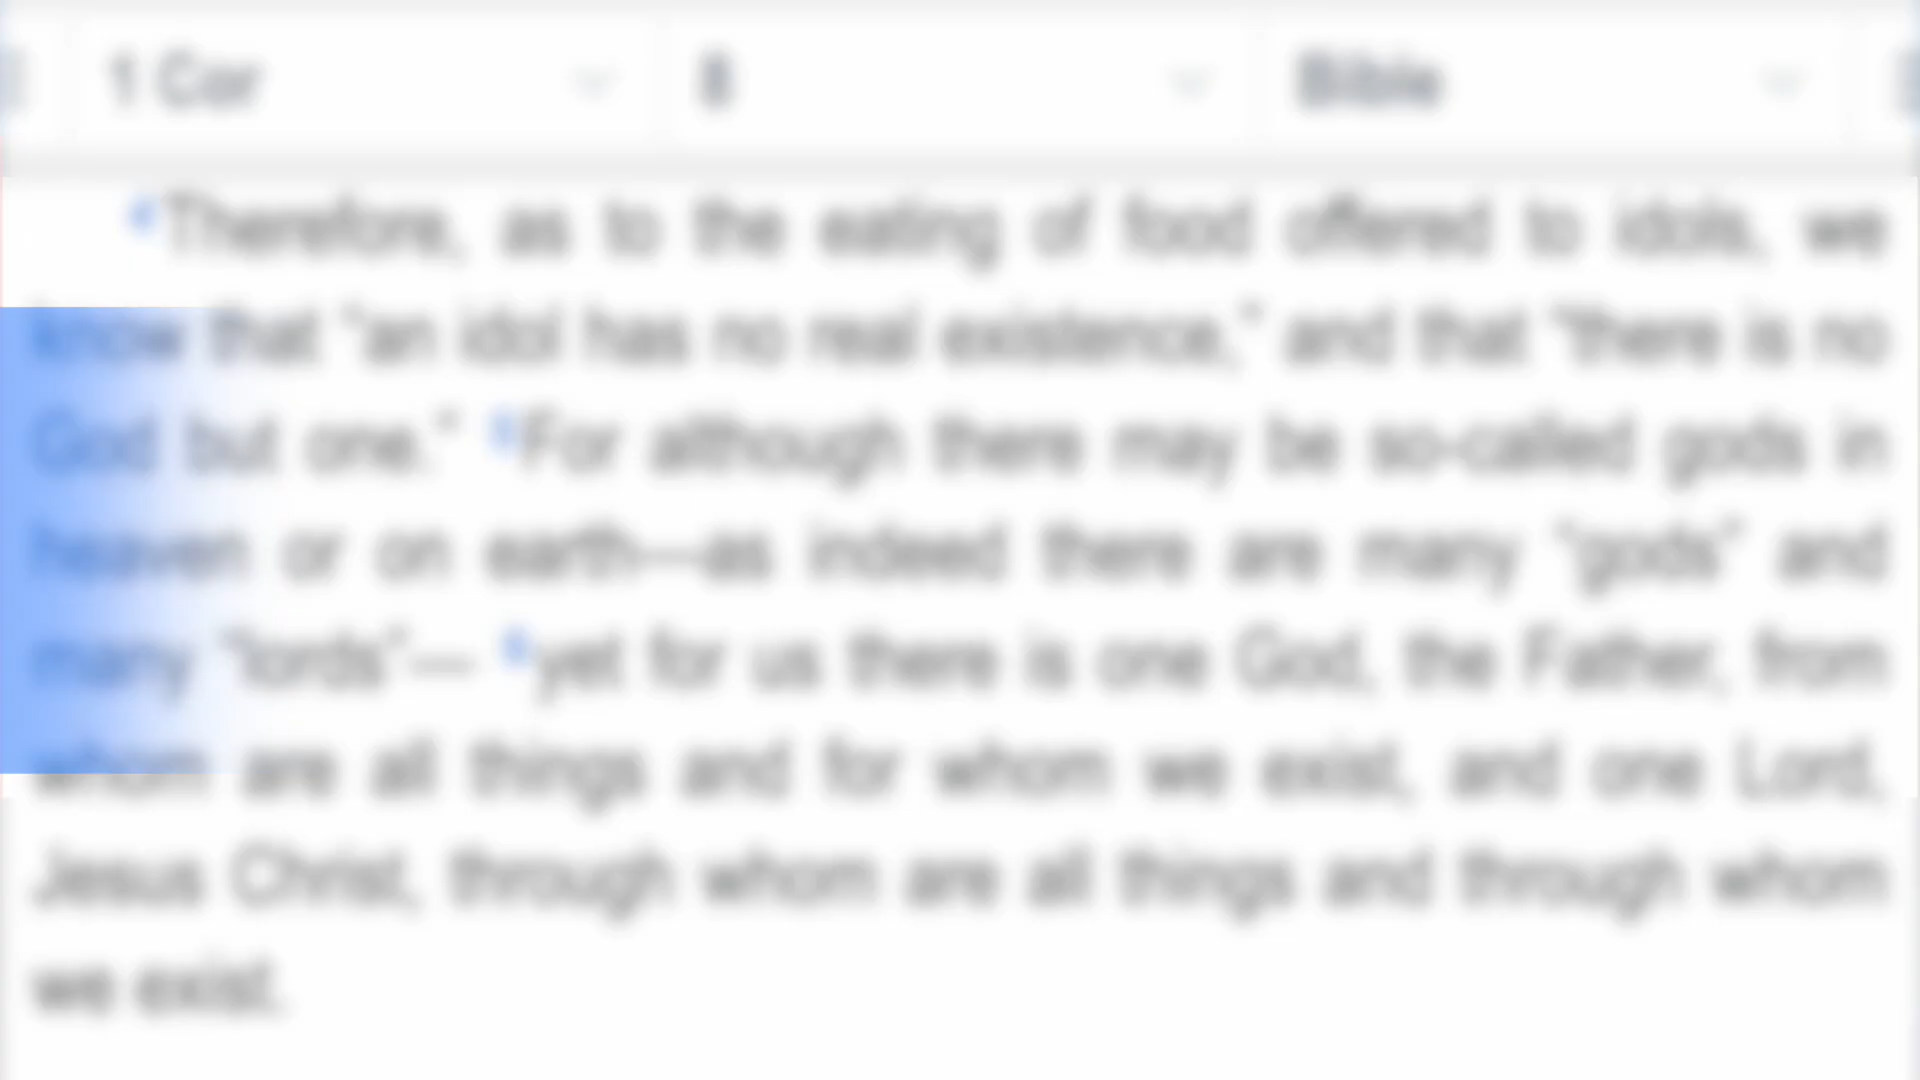 1 Cor 8 Bible
4 Therefore, as to the eating of food offered to idols, we
know that “an idol has no real existence,” and that “there is no
God but one.” 5 For although there may be so-called gods in
heaven or on earth—as indeed there are many “gods” and
many “lords”— 6 yet for us there is one God, the Father, from
whom are all things and for whom we exist, and one Lord,
Jesus Christ, through whom are all things and through whom
we exist.